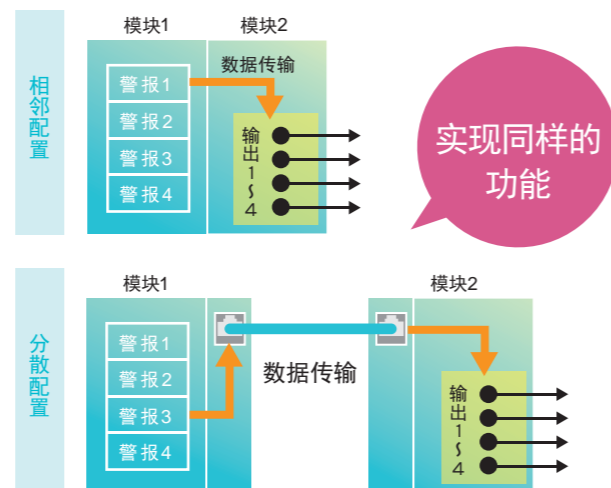 相邻配置
模块1
模块2
警报1
警报2
警报3
警报4
数据传输
输出1~4
实现同样的
功能
分散配置
模块1
模块2
警报1
警报2
警报3
警报4
数据传输
输出1~4